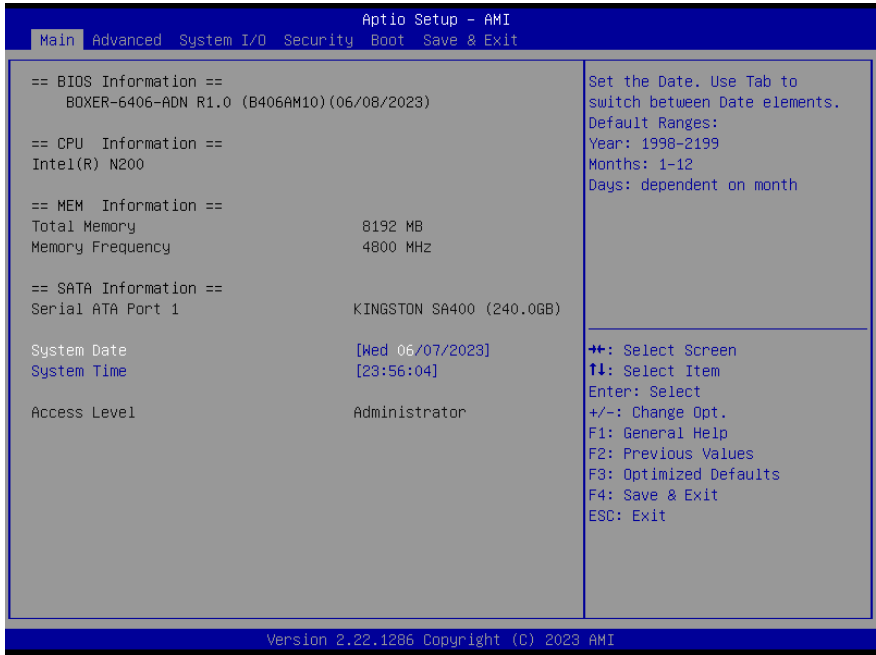 Aptio Setup – AMI
Main Advanced System I/O Security Boot Save & Exit
== BIOS Information ==
BOXER-6406-ADN R1.0 (B406AM10)(06/08/2023)
== CPU Information ==
Intel(R) N200
== MEM Information ==
Total Memory 8192 MB
Memory Frequency 4800 MHz
== SATA Information ==
Serial ATA Port 1 KINGSTON SA400 (240.0GB)
System Date [Wed 06/07/2023]
System Time [23:56:04]
Access Level Administrator
Set the Date. Use Tab to
switch between Date elements.
Default Ranges:
Year: 1998-2199
Months: 1-12
Days: dependent on month
→←: Select Screen
↑↓: Select Item
Enter: Select
+/-: Change Opt.
F1: General Help
F2: Previous Values
F3: Optimized Defaults
F4: Save & Exit
ESC: Exit
Version 2.22.1286 Copyright (C) 2023 AMI